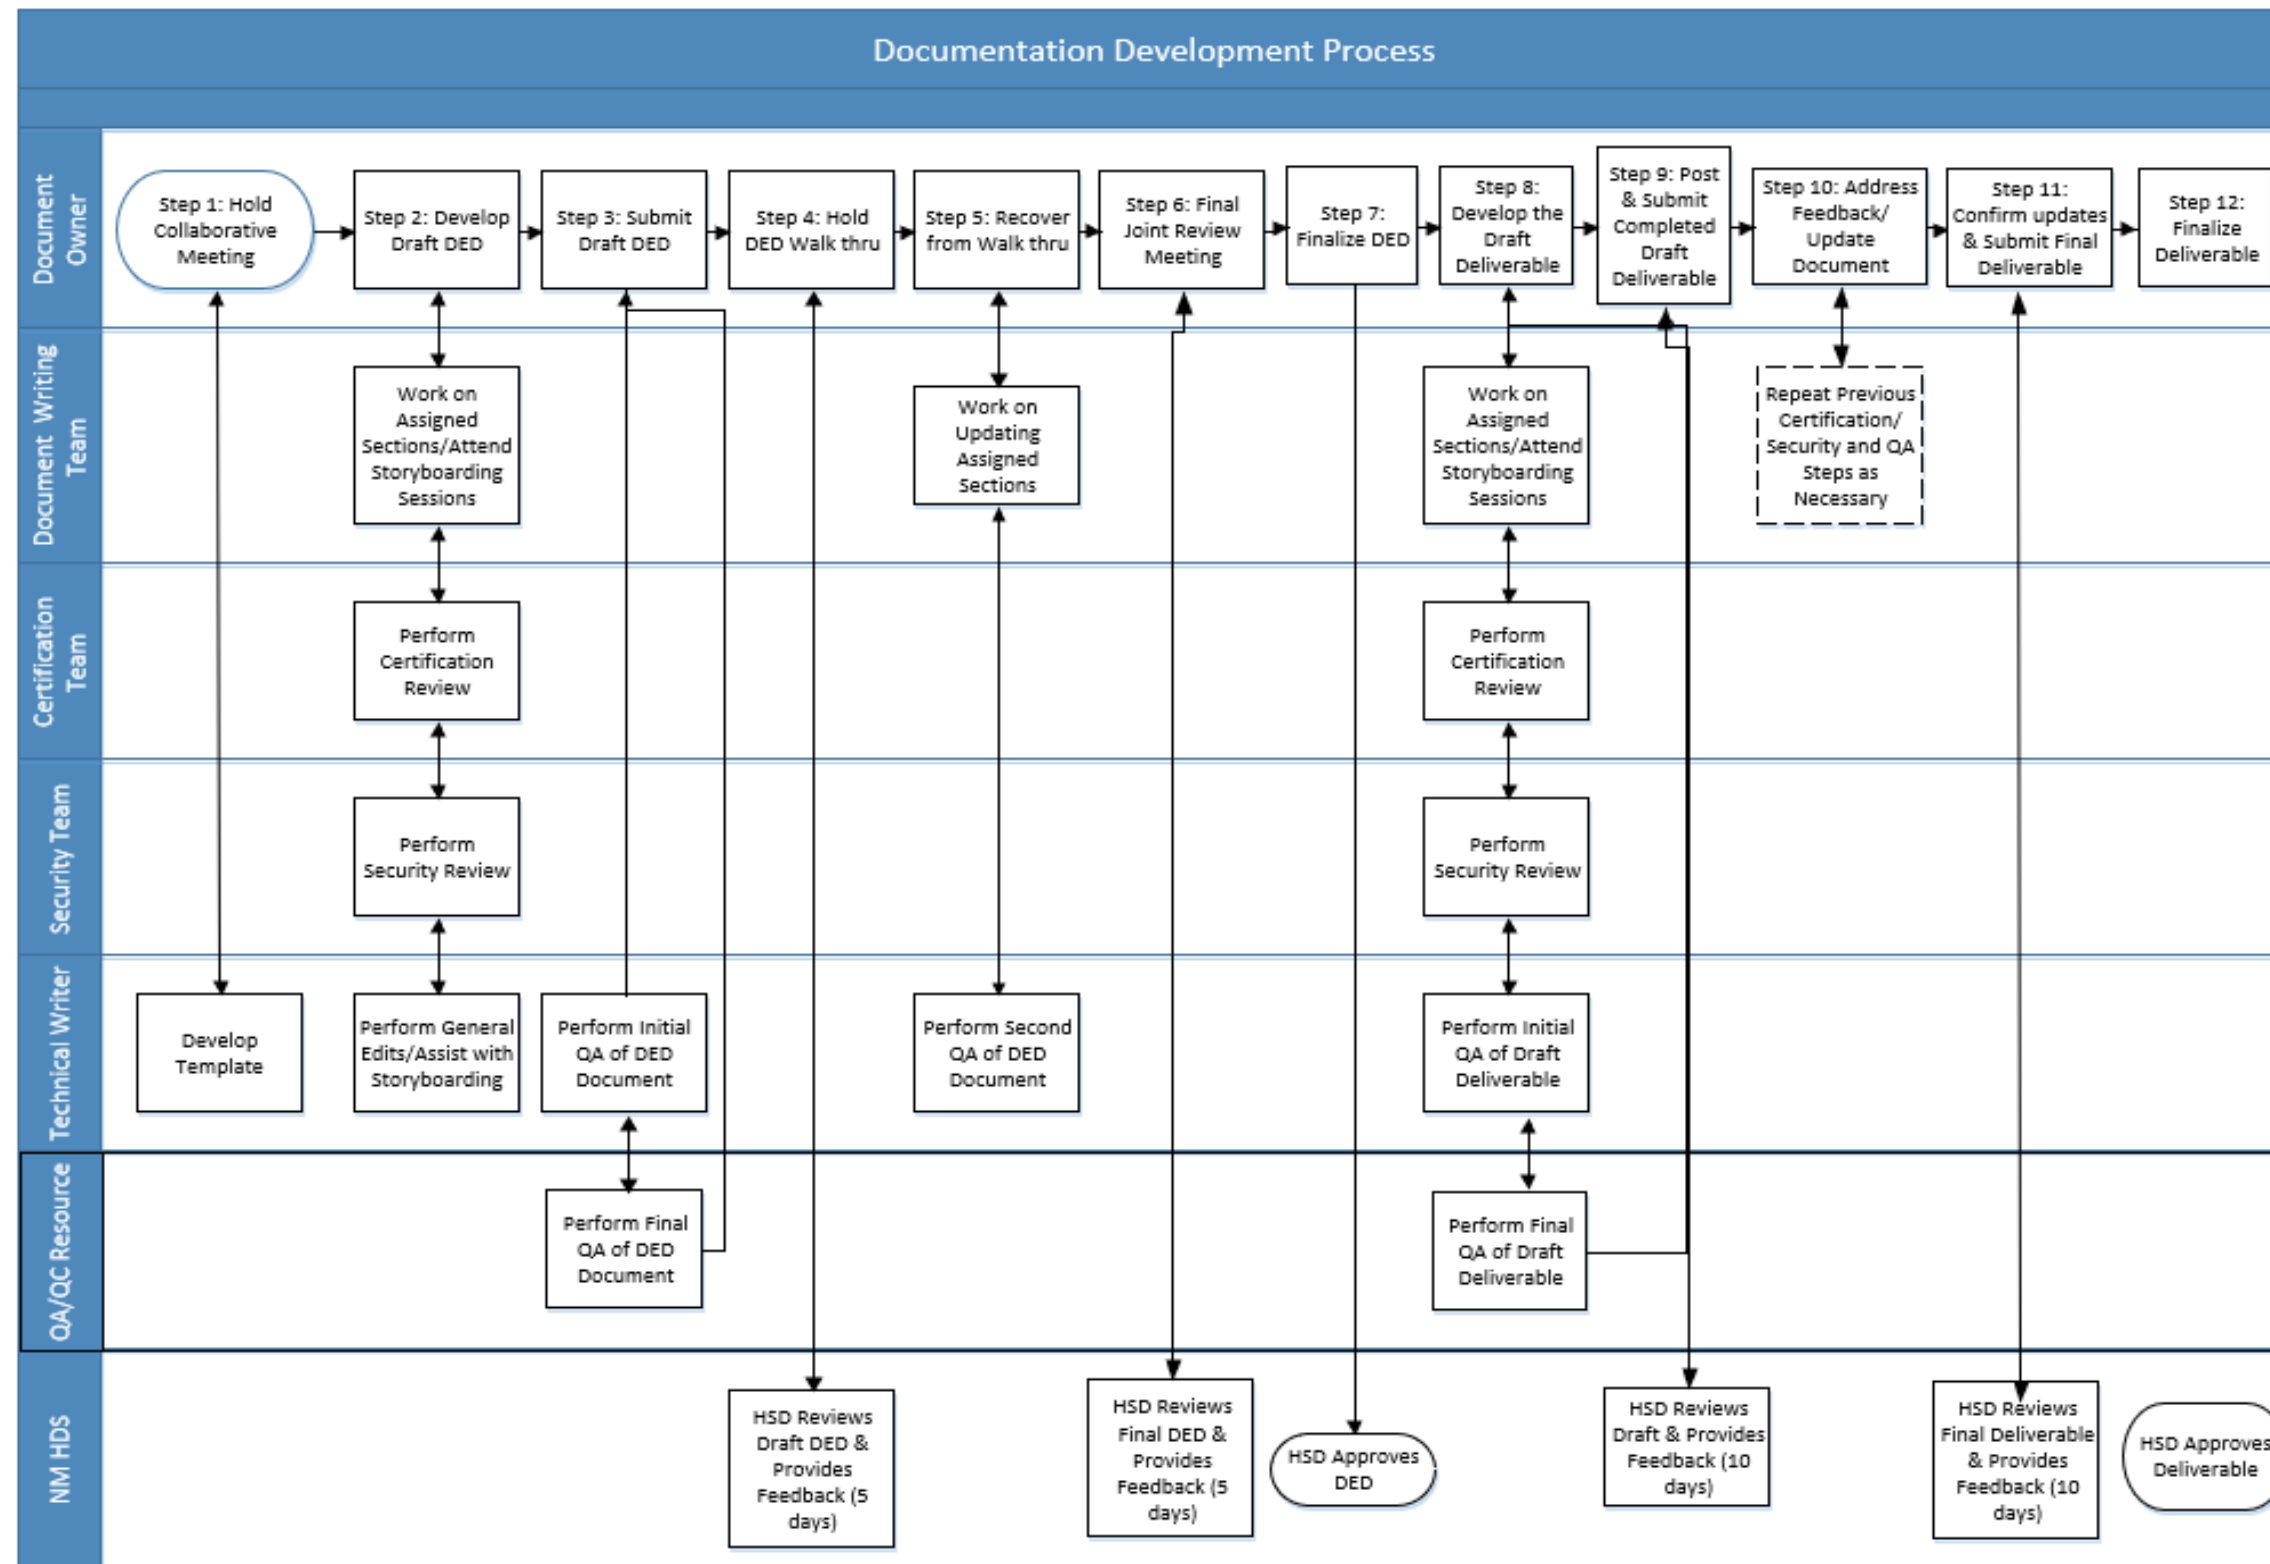 Documentation Development Process
Document
Owner
Step 1: Hold
Collaborative
Meeting
Step 2: Develop
Draft DED
Step 3: Submit
Draft DED
Step 4: Hold
DED Walk thru
Step 5: Recover
from Walk thru
Step 6: Final
Joint Review
Meeting
Step 7:
Finalize DED
Step 8:
Develop the
Draft
Deliverable
Step 9: Post
& Submit
Completed
Draft
Deliverable
Step 10: Address
Feedback/
Update
Document
Step 11:
Confirm updates
& Submit Final
Deliverable
Step 12:
Finalize
Deliverable
Document Writing
Team
Work on
Assigned
Sections/Attend
Storyboarding
Sessions
Work on
Updating
Assigned
Sections
Work on
Assigned
Sections/Attend
Storyboarding
Sessions
Repeat Previous
Certification/
Security and QA
Steps as
Necessary
Certification
Team
Perform
Certification
Review
Perform
Certification
Review
Security Team
Perform
Security Review
Perform
Security Review
Technical Writer
Develop
Template
Perform General
Edits/Assist with
Storyboarding
Perform Initial
QA of DED
Document
Perform Second
QA of DED
Document
Perform Initial
QA of Draft
Deliverable
QA/QC Resource
Perform Final
QA of DED
Document
Perform Final
QA of Draft
Deliverable
NM HDS
HSD Reviews
Draft DED &
Provides
Feedback (5
days)
HSD Reviews
Final DED &
Provides
Feedback (5
days)
HSD Approves
DED
HSD Reviews
Draft & Provides
Feedback (10
days)
HSD Reviews
Final Deliverable
& Provides
Feedback (10
days)
HSD Approves
Deliverable